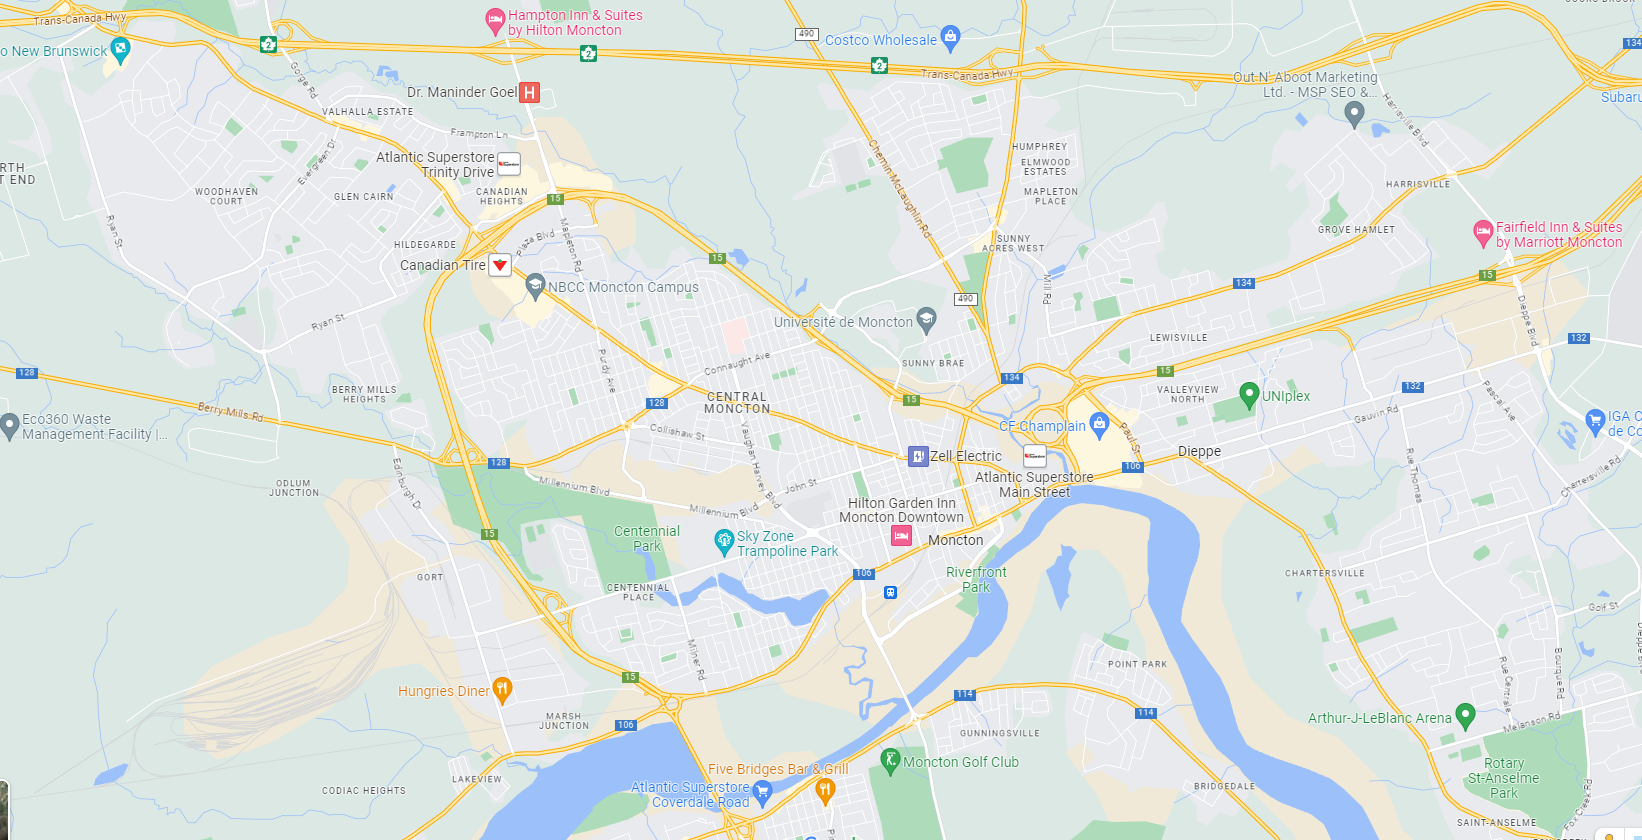 Trans-Canada Hwy
2
Hampton Inn & Suites
by Hilton Moncton
490
Costco Wholesale
134
o New Brunswick
2
2
Trans-Canada Hwy
Out N' Aboot Marketing
Ltd. - MSP SEO &...
Subaru
Gorge Rd
Dr. Maninder Goel
H
VALHALLA ESTATE
Frampton Ln
Harrisville Blvd
Evergreen Dr
Atlantic Superstore
Trinity Drive
Chemin McLaughlin Rd
HUMPHREY
ELMWOOD
ESTATES
RTH
T END
WOODHAVEN
COURT
GLEN CAIRN
CANADIAN
HEIGHTS
15
MAPLETON
PLACE
HARRISVILLE
Ryan St
HILDEGARDE
Plaza Blvd
Mapleton Rd
SUNNY
ACRES WEST
GROVE HAMLET
Fairfield Inn & Suites
by Marriott Moncton
Canadian Tire
15
15
NBCC Moncton Campus
490
Mill Rd
134
Dieppe Blvd
Ryan St
Université de Moncton
LEWISVILLE
132
Purdy Ave
Connaught Ave
SUNNY BRAE
128
134
15
BERRY MILLS
HEIGHTS
CENTRAL
MONCTON
128
15
VALLEYVIEW
NORTH
132
UNIplex
Pascal Ave
Berry Mills Rd
Gauvin Rd
Eco360 Waste
Management Facility |...
Collishaw St
Vaughan Harvey Blvd
CF Champlain
Paul St
IGA C
de Co
128
Zell Electric
106
Dieppe
Edinburgh Dr
Atlantic Superstore
Main Street
Rue Thomas
Chartersville Rd
ODLUM
JUNCTION
Millennium Blvd
John St
Millennium Blvd
Hilton Garden Inn
Moncton Downtown
15
Centennial
Park
Sky Zone
Trampoline Park
Moncton
GORT
106
Riverfront
Park
CHARTERSVILLE
CENTENNIAL
PLACE
Golf St
Milner Rd
Hungries Diner
15
114
POINT PARK
Rue Centrale
Bourque Rd
MARSH
JUNCTION
106
114
Arthur-J-LeBlanc Arena
Melanson Rd
GUNNINGSVILLE
LAKEVIEW
CODIAC HEIGHTS
Five Bridges Bar & Grill
Moncton Golf Club
Atlantic Superstore
Coverdale Road
BRIDGEDALE
Rotary
St-Anselme
Park
Fox Creek Rd
SAINT-ANSELME